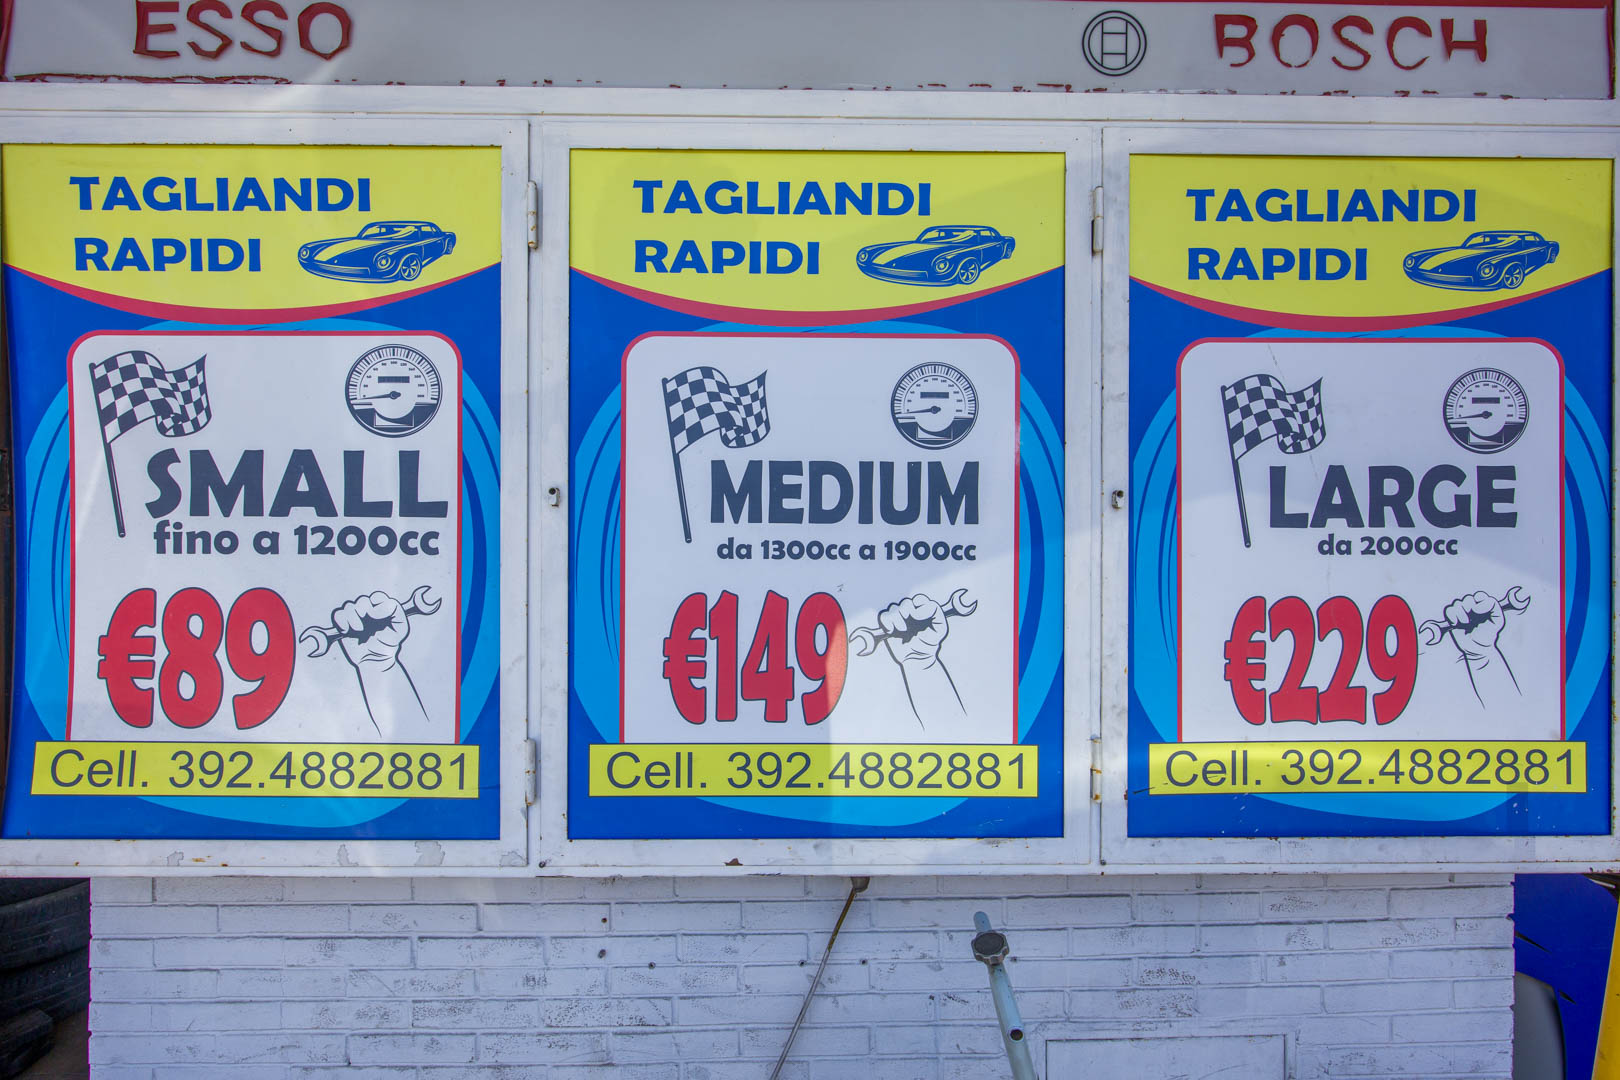 ESSO
BOSCH
TAGLIANDI
RAPIDI
SMALL
fino a 1200cc
€89
Cell. 392.4882881
TAGLIANDI
RAPIDI
MEDIUM
da 1300cc a 1900cc
€149
Cell. 392.4882881
TAGLIANDI
RAPIDI
LARGE
da 2000cc
€229
Cell. 392.4882881